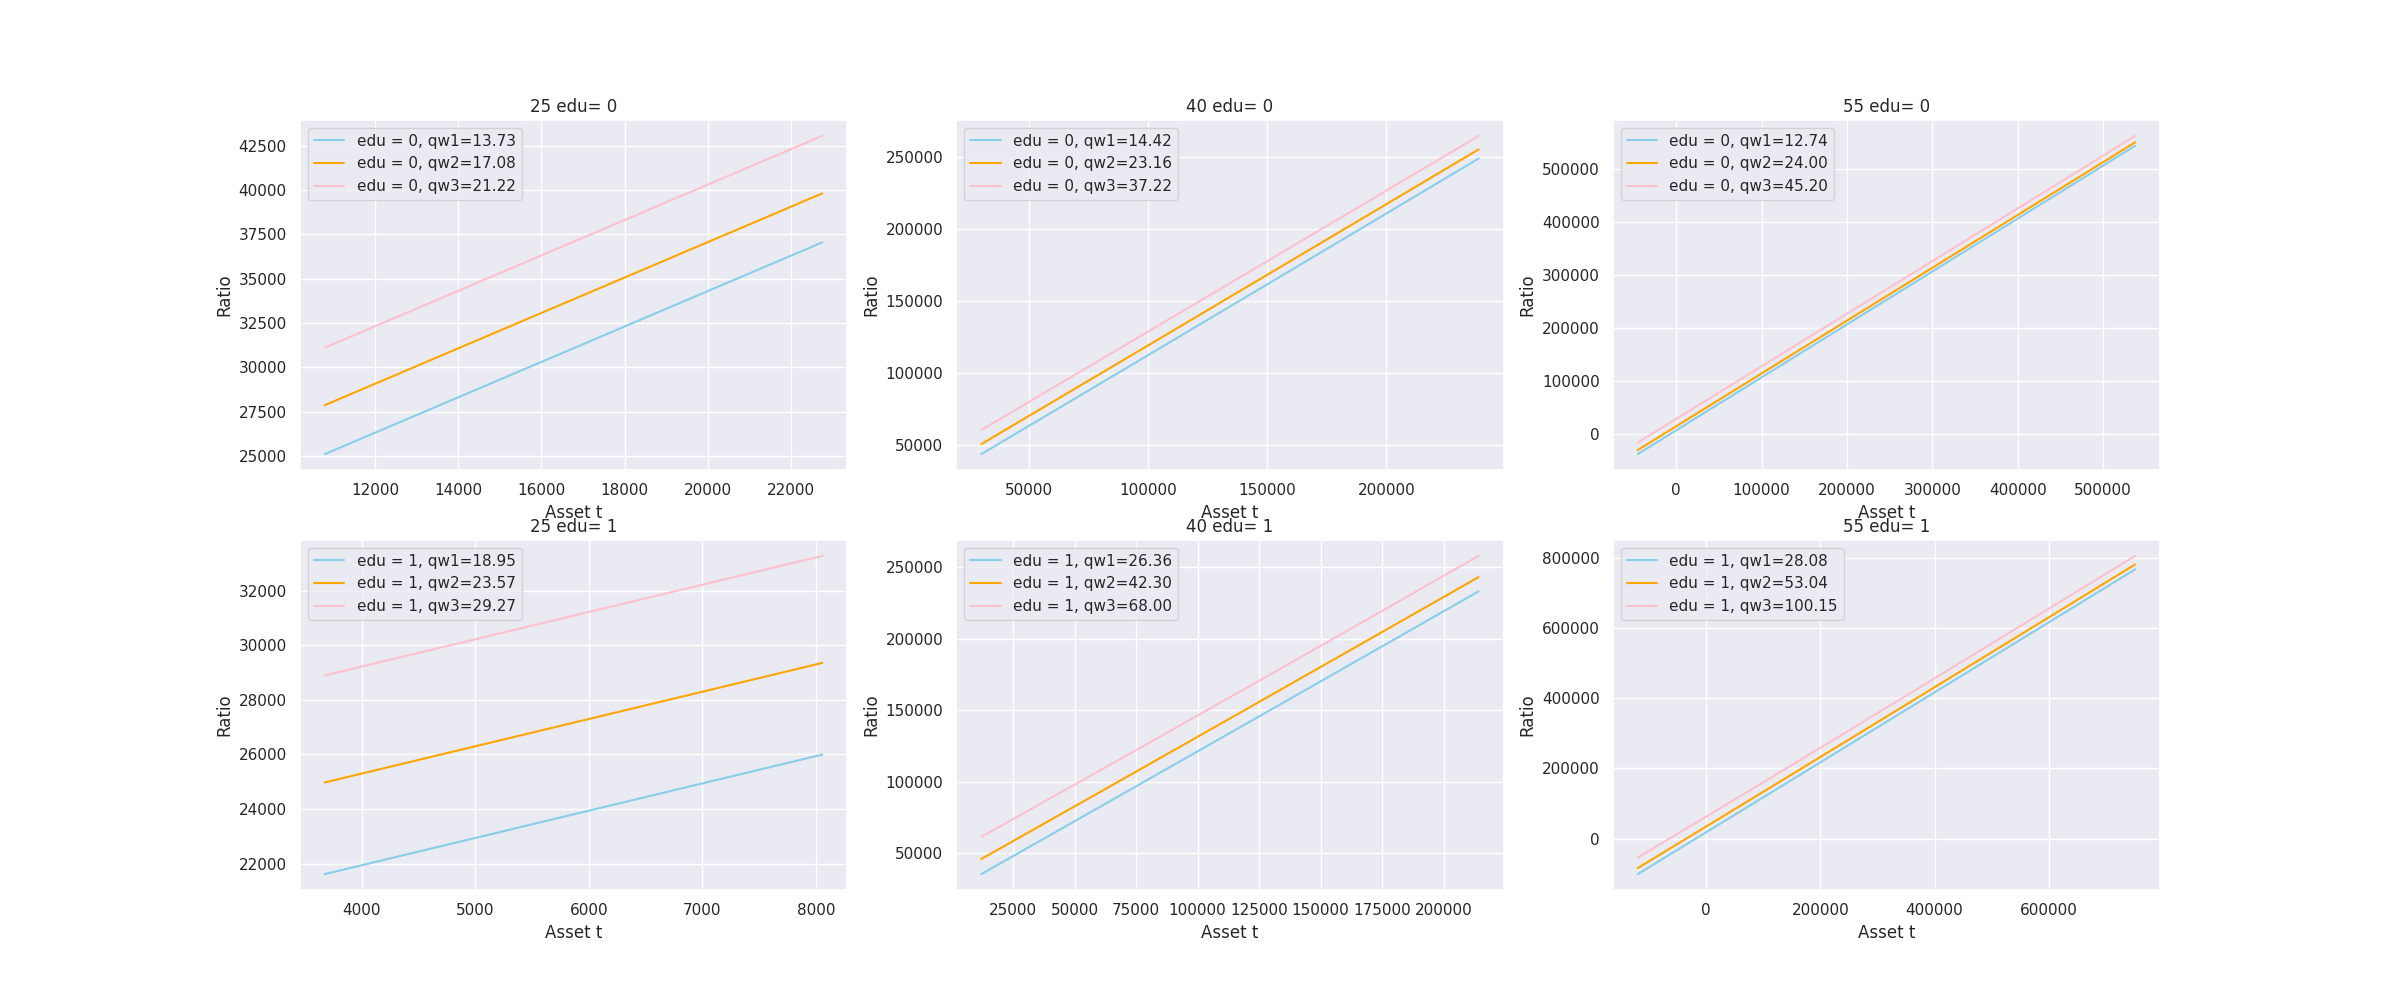 25 edu= 0
edu = 0, qw1=13.73
edu = 0, qw2=17.08
edu = 0, qw3=21.22
42500
40000
37500
35000
32500
30000
27500
25000
Ratio
12000 14000 16000 18000 20000 22000
Asset t
40 edu= 0
edu = 0, qw1=14.42
edu = 0, qw2=23.16
edu = 0, qw3=37.22
250000
200000
150000
100000
50000
Ratio
50000 100000 150000 200000
Asset t
55 edu= 0
edu = 0, qw1=12.74
edu = 0, qw2=24.00
edu = 0, qw3=45.20
500000
400000
300000
200000
100000
0
Ratio
0 100000 200000 300000 400000 500000
Asset t
25 edu= 1
edu = 1, qw1=18.95
edu = 1, qw2=23.57
edu = 1, qw3=29.27
32000
30000
28000
26000
24000
22000
Ratio
4000 5000 6000 7000 8000
Asset t
40 edu= 1
edu = 1, qw1=26.36
edu = 1, qw2=42.30
edu = 1, qw3=68.00
250000
200000
150000
100000
50000
Ratio
25000 50000 75000 100000 125000 150000 175000 200000
Asset t
55 edu= 1
edu = 1, qw1=28.08
edu = 1, qw2=53.04
edu = 1, qw3=100.15
800000
600000
400000
200000
0
Ratio
0 200000 400000 600000
Asset t